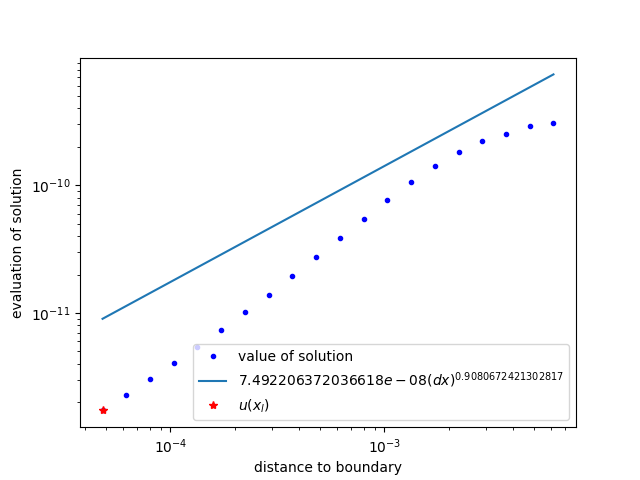 evaluation of solution
10⁻¹⁰
10⁻¹¹
value of solution
7.492206372036618e − 08(dx)^0.9080672421302817
u(x_l)
10⁻⁴
10⁻³
distance to boundary